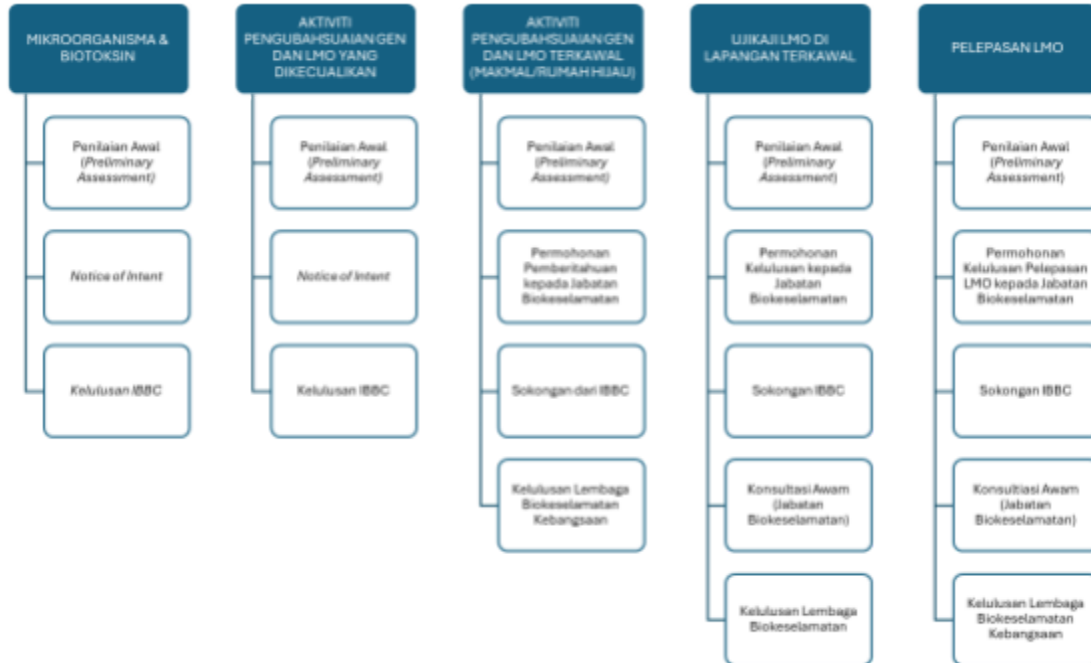 MIKROORGANISMA &
BIOTOKSIN
Penilaian Awal
(Preliminary
Assessment)
Notice of Intent
Kelulusan IBBC
AKTIVITI
PENGUBAHSUAIAN GEN
DAN LMO YANG
DIKECUALIKAN
Penilaian Awal
(Preliminary
Assessment)
Notice of Intent
Kelulusan IBBC
AKTIVITI
PENGUBAHSUAIAN GEN
DAN LMO TERKAWAL
(MAKMAL/RUMAH HIJAU)
Penilaian Awal
(Preliminary
Assessment)
Permohonan
Pemberitahuan
kepada Jabatan
Biokeselamatan
Sokongan dari IBBC
Kelulusan Lembaga
Biokeselamatan
Kebangsaan
UJIKAJI LMO DI
LAPANGAN TERKAWAL
Penilaian Awal
(Preliminary
Assessment)
Permohonan
Kelulusan kepada
Jabatan
Biokeselamatan
Sokongan IBBC
Konsultasi Awam
(Jabatan
Biokeselamatan)
Kelulusan Lembaga
Biokeselamatan
PELEPASAN LMO
Penilaian Awal
(Preliminary
Assessment)
Permohonan
Kelulusan Pelepasan
LMO kepada Jabatan
Biokeselamatan
Sokongan IBBC
Konsultiasi Awam
(Jabatan
Biokeselamatan)
Kelulusan Lembaga
Biokeselamatan
Kebangsaan